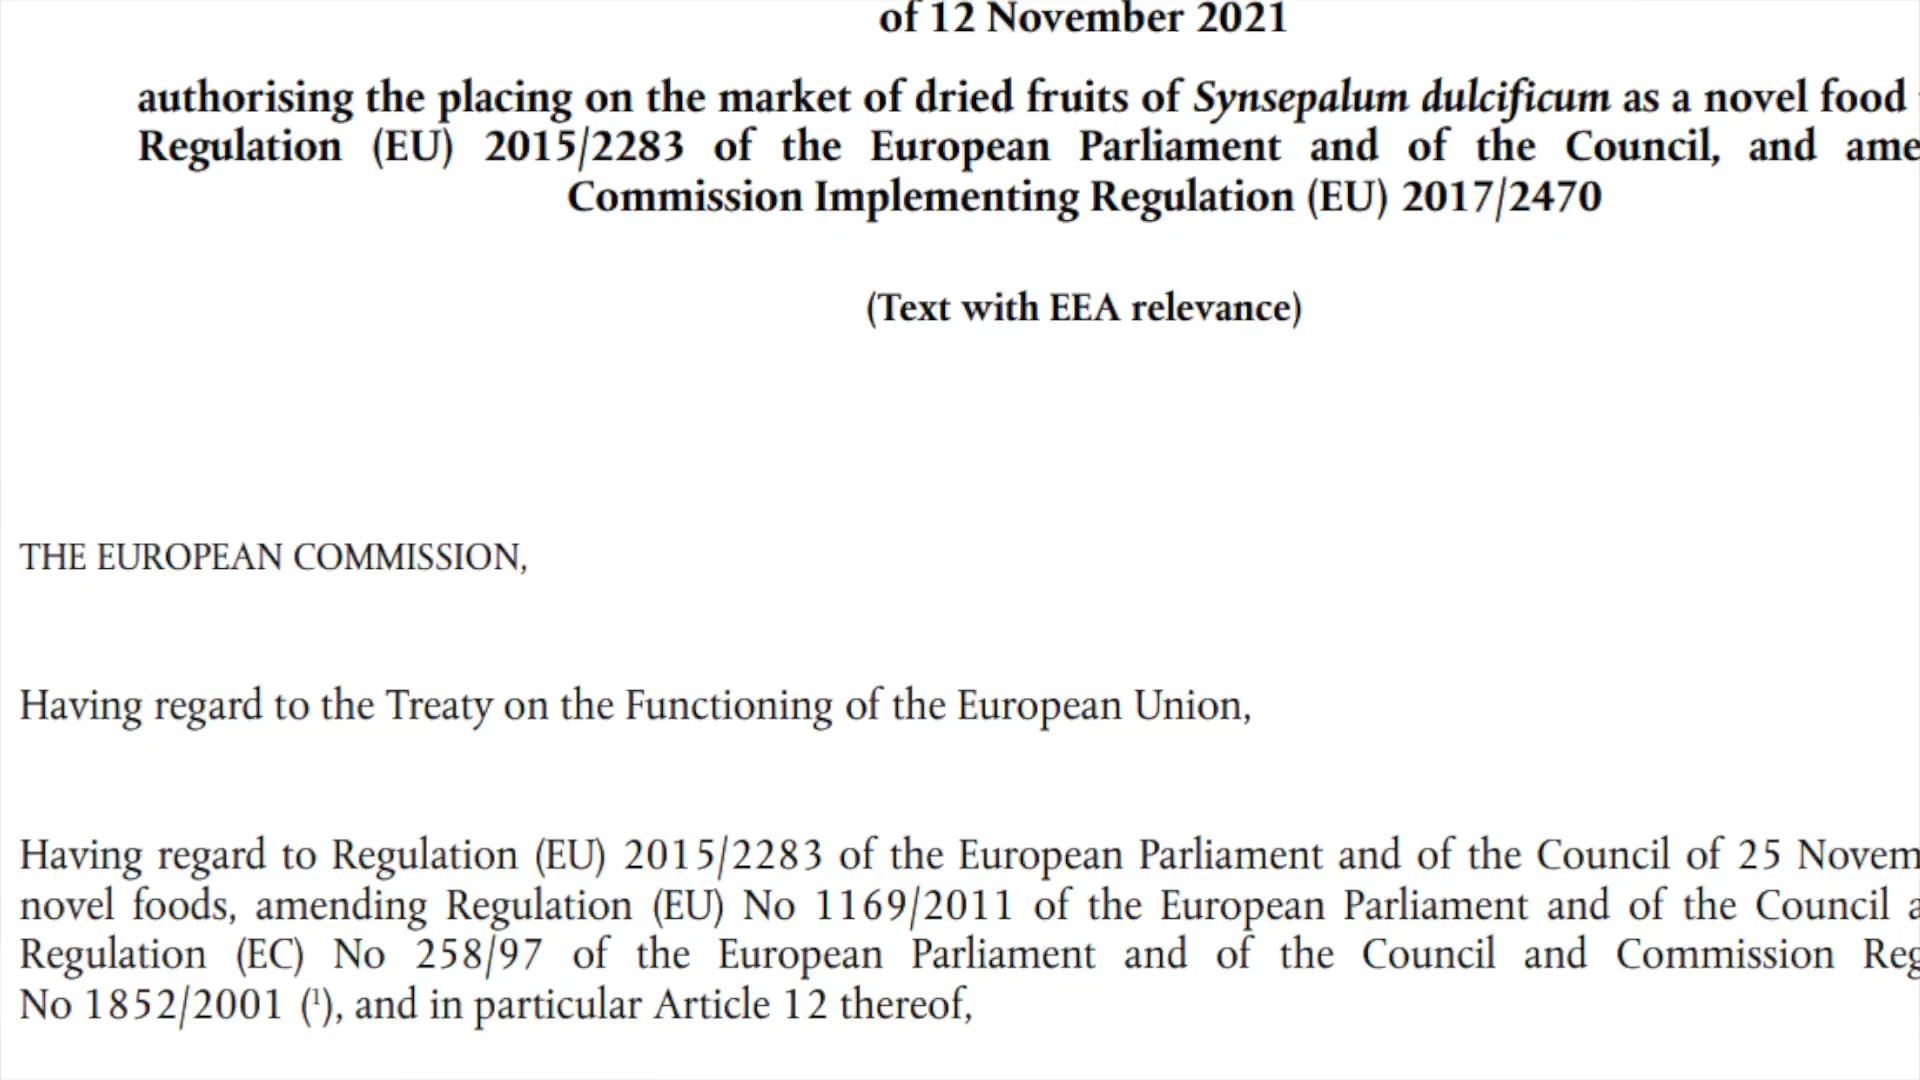 of 12 November 2021
authorising the placing on the market of dried fruits of Synsepalum dulcificum as a novel food
Regulation (EU) 2015/2283 of the European Parliament and of the Council, and ame
Commission Implementing Regulation (EU) 2017/2470
(Text with EEA relevance)
THE EUROPEAN COMMISSION,
Having regard to the Treaty on the Functioning of the European Union,
Having regard to Regulation (EU) 2015/2283 of the European Parliament and of the Council of 25 Novem
novel foods, amending Regulation (EU) No 1169/2011 of the European Parliament and of the Council a
Regulation (EC) No 258/97 of the European Parliament and of the Council and Commission Reg
No 1852/2001 (¹), and in particular Article 12 thereof,